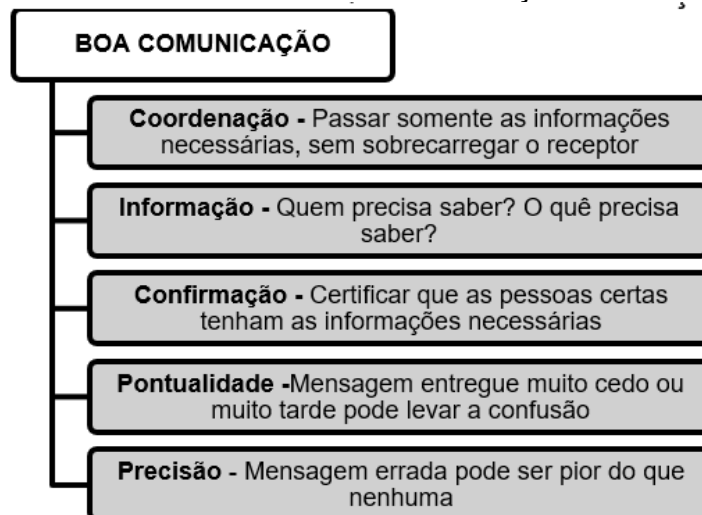 BOA COMUNICAÇÃO
Coordenação - Passar somente as informações
necessárias, sem sobrecarregar o receptor
Informação - Quem precisa saber? O quê precisa
saber?
Confirmação - Certificar que as pessoas certas
tenham as informações necessárias
Pontualidade -Mensagem entregue muito cedo ou
muito tarde pode levar a confusão
Precisão - Mensagem errada pode ser pior do que
nenhuma